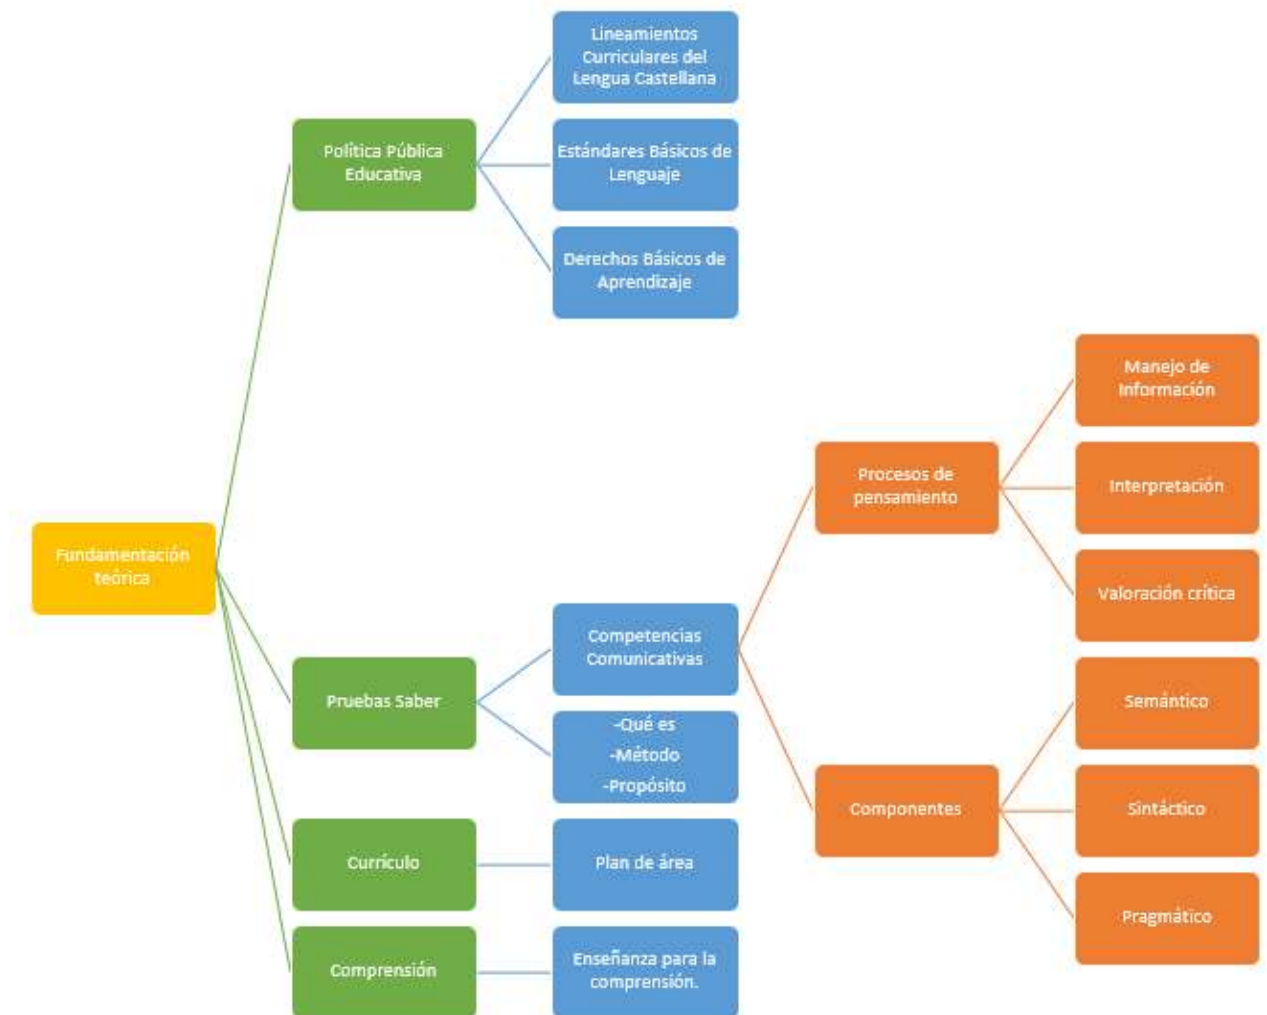 Lineamientos
Curriculares del
Lengua Castellana
Política Pública
Educativa
Estándares Básicos de
Lenguaje
Derechos Básicos de
Aprendizaje
Fundamentación
teórica
Pruebas Saber
Competencias
Comunicativas
Procesos de
pensamiento
Manejo de
Información
Interpretación
Valoración crítica
Componentes
Semántico
Sintáctico
Pragmático
-Qué es
-Método
-Propósito
Currículo
Plan de área
Comprensión
Enseñanza para la
comprensión.